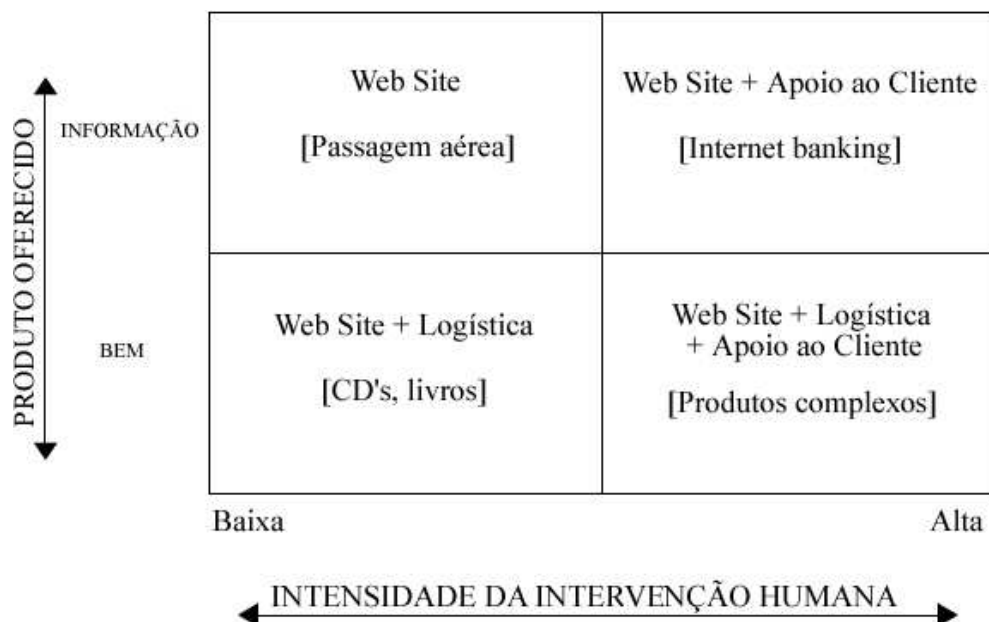 PRODUTO OFERECIDO
INFORMAÇÃO
Web Site
[Passagem aérea]
Web Site + Apoio ao Cliente
[Internet banking]
BEM
Web Site + Logística
[CD's, livros]
Web Site + Logística
+ Apoio ao Cliente
[Produtos complexos]
Baixa
Alta
INTENSIDADE DA INTERVENÇÃO HUMANA